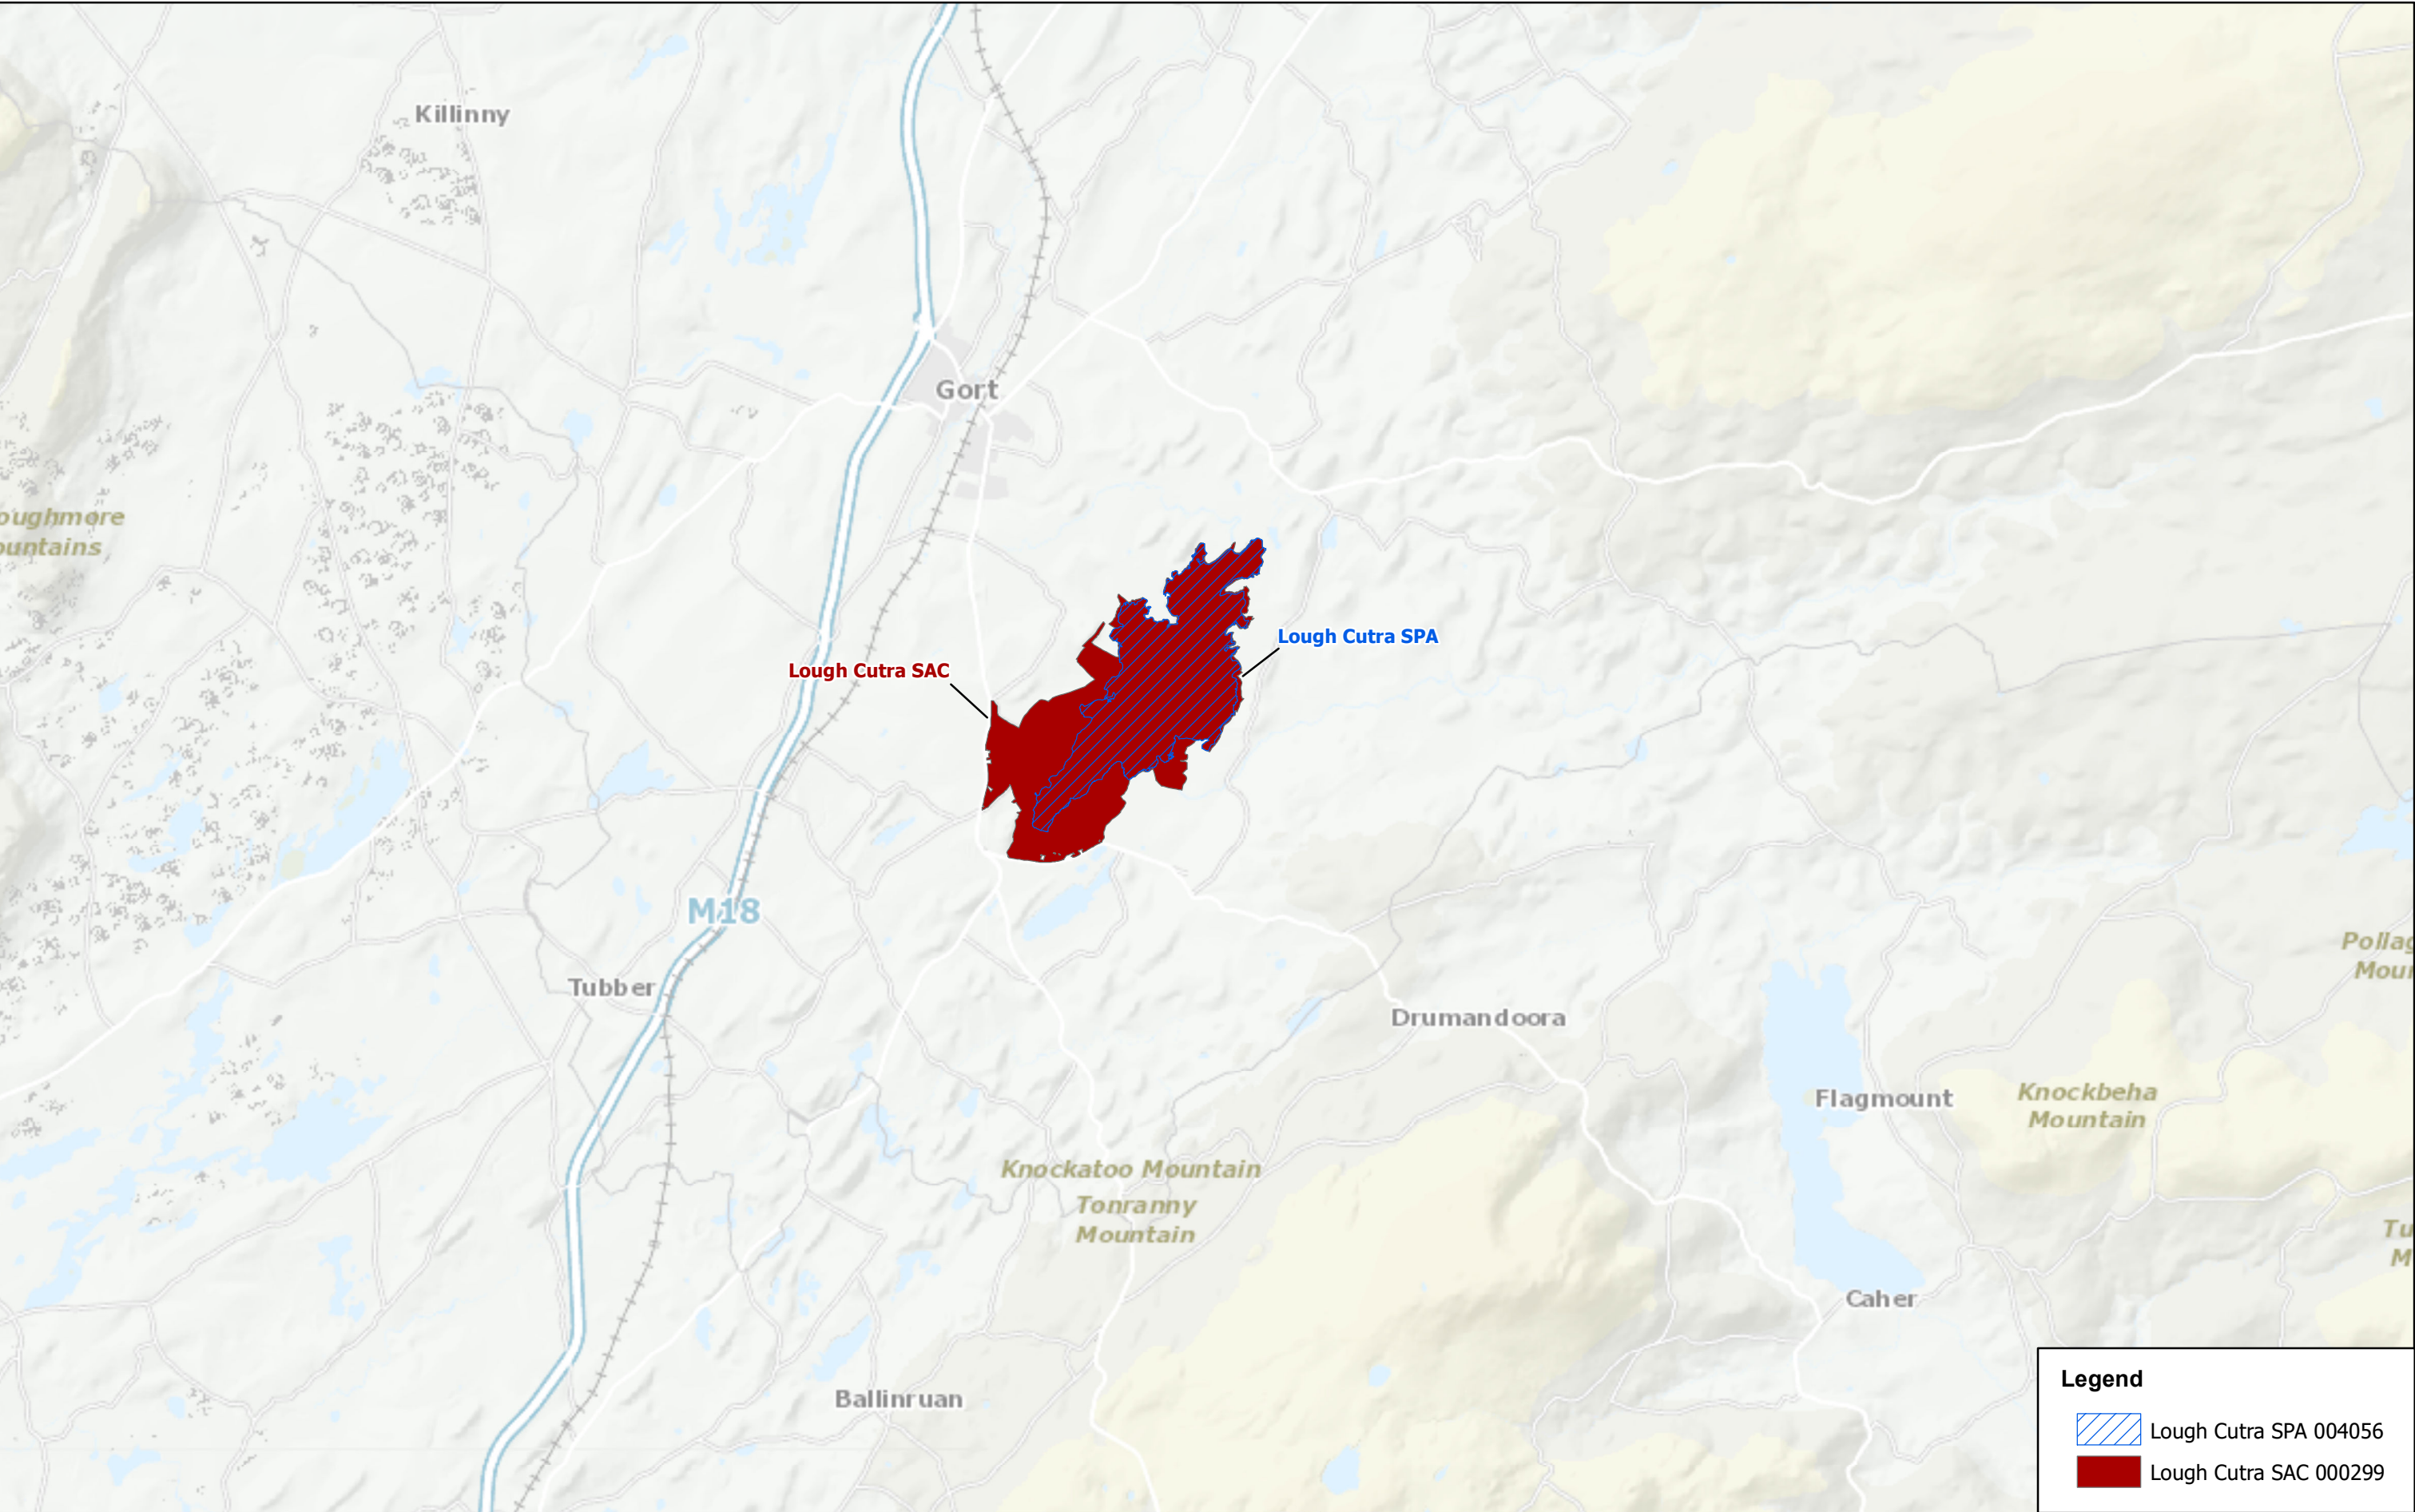 Killinny
Gort
oughmore
ountains
Lough Cutra SPA
Lough Cutra SAC
M18
Pollag
Moun
Tubber
Drumandoora
Flagmount
Knockbeha
Mountain
Knockatoo Mountain
Tonranny
Mountain
Tu
M
Caher
Ballinruan
Legend
Lough Cutra SPA 004056
Lough Cutra SAC 000299